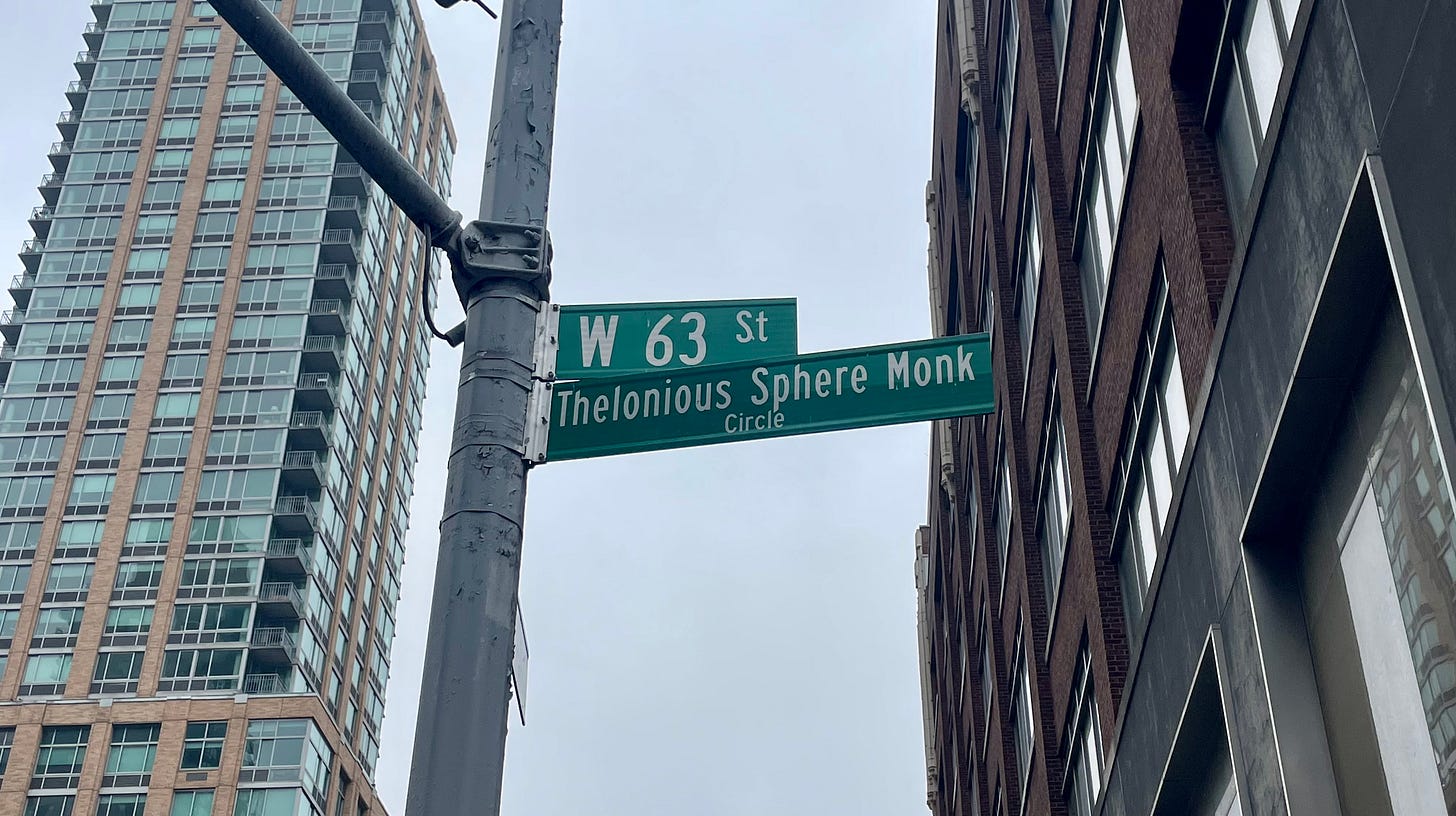 W 63 St
Thelonious Sphere Monk
Circle